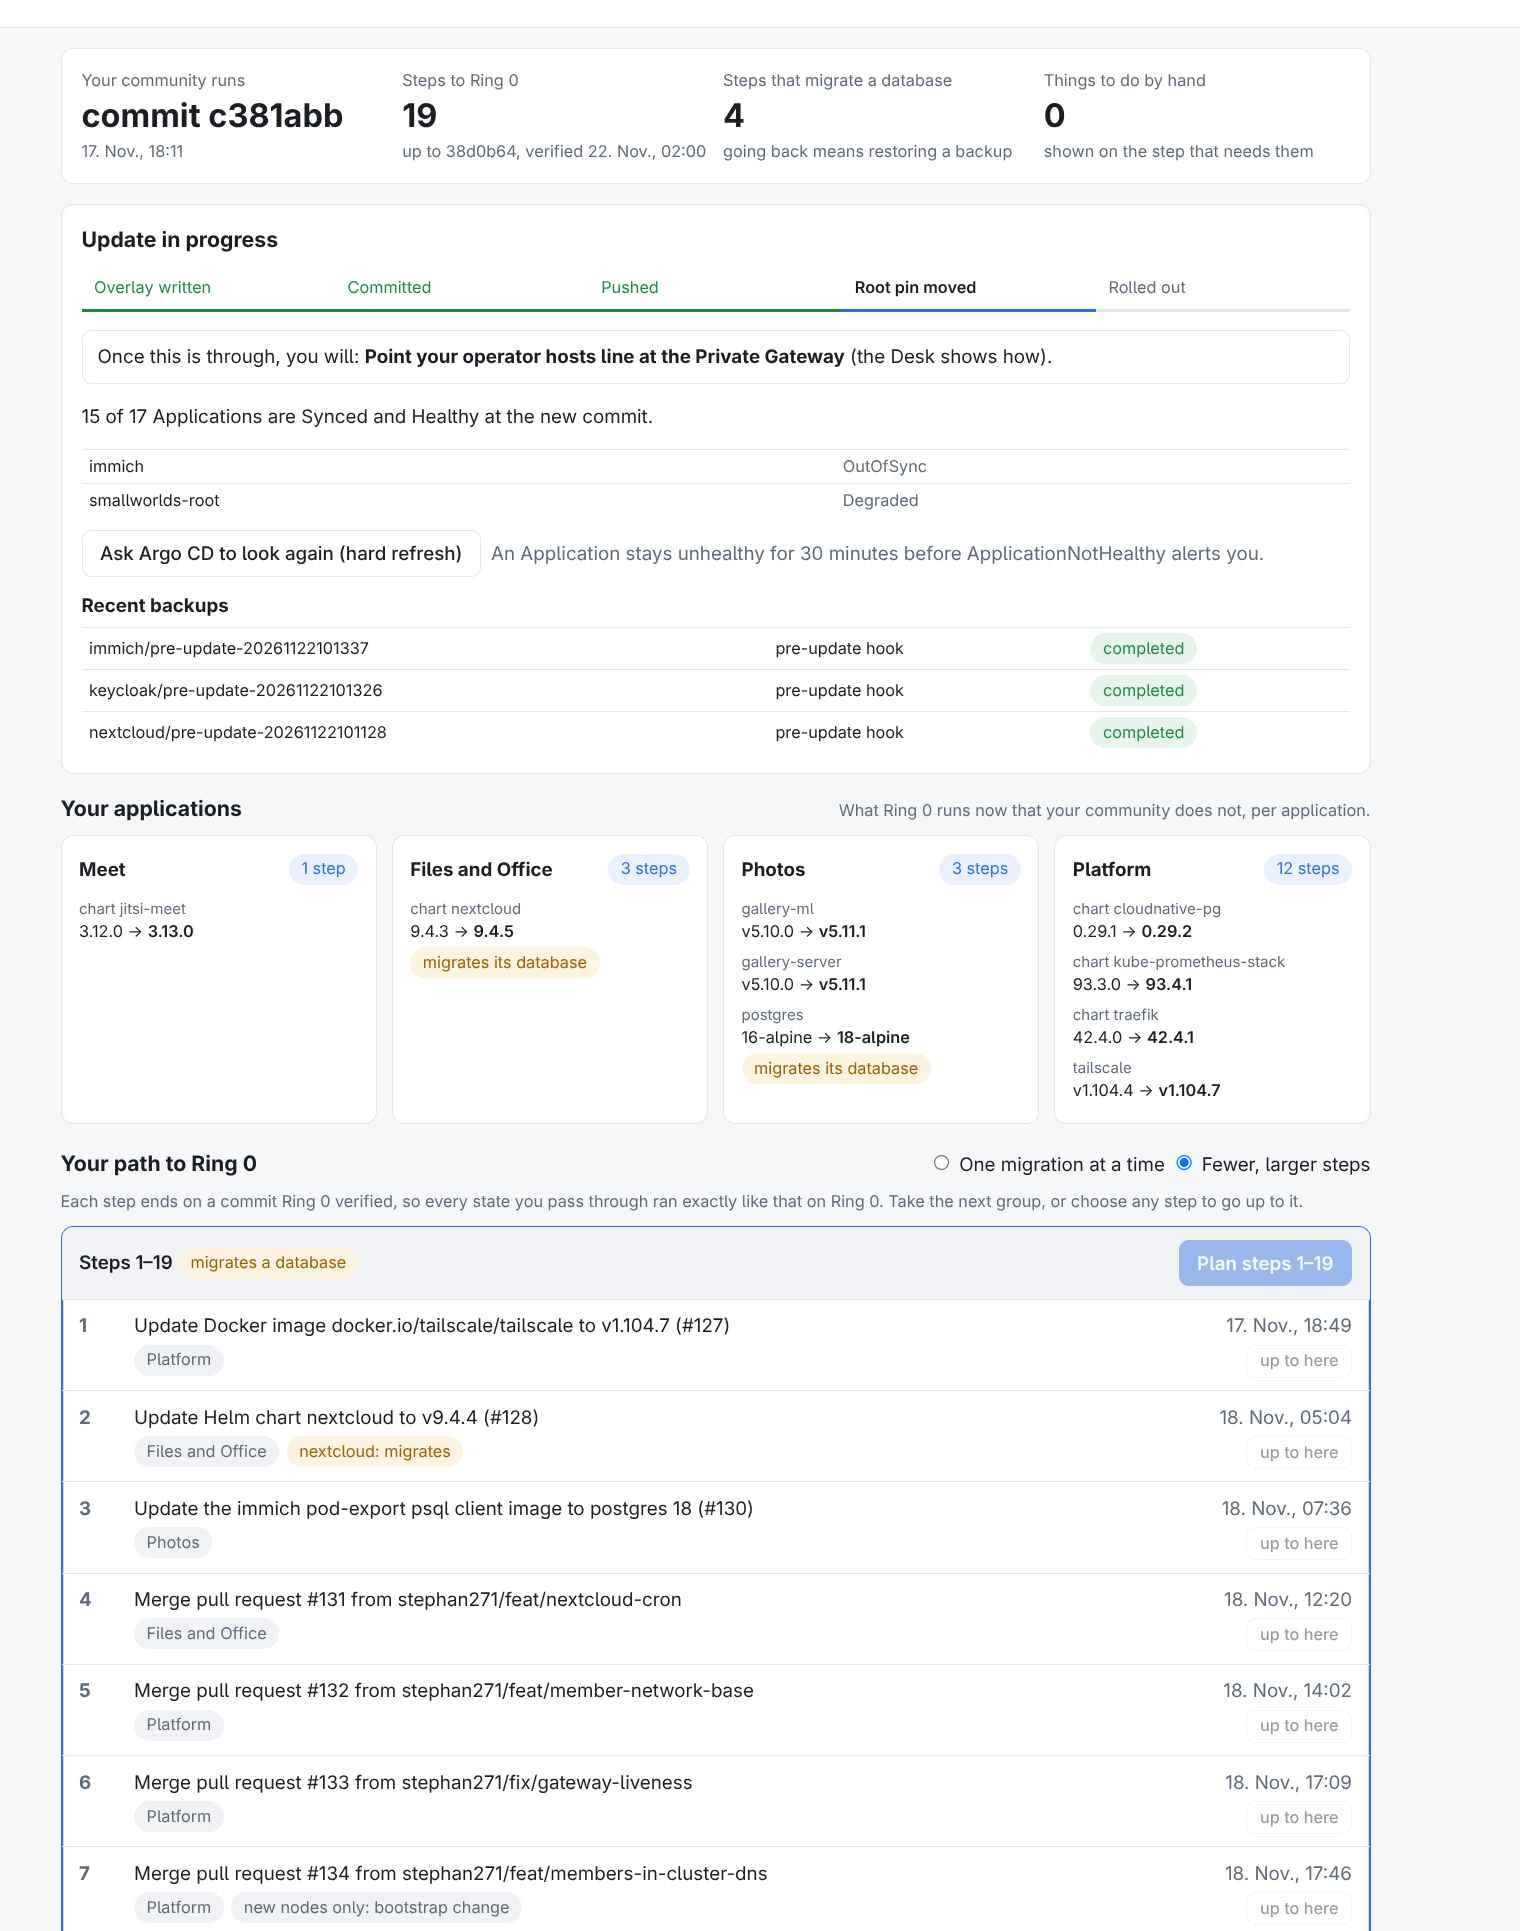 Your community runs
commit c381abb
17. Nov., 18:11
Steps to Ring 0
19
up to 38d0b64, verified 22. Nov., 02:00
Steps that migrate a database
4
going back means restoring a backup
Things to do by hand
0
shown on the step that needs them
Update in progress
Overlay written
Committed
Pushed
Root pin moved
Rolled out
Once this is through, you will: Point your operator hosts line at the Private Gateway (the Desk shows how).
15 of 17 Applications are Synced and Healthy at the new commit.
immich OutOfSync
smallworlds-root Degraded
Ask Argo CD to look again (hard refresh) An Application stays unhealthy for 30 minutes before ApplicationNotHealthy alerts you.
Recent backups
immich/pre-update-20261122101337 pre-update hook completed
keycloak/pre-update-20261122101326 pre-update hook completed
nextcloud/pre-update-20261122101128 pre-update hook completed
Your applications
What Ring 0 runs now that your community does not, per application.
Meet 1 step
chart jitsi-meet
3.12.0 → 3.13.0
Files and Office 3 steps
chart nextcloud
9.4.3 → 9.4.5
migrates its database
Photos 3 steps
gallery-ml
v5.10.0 → v5.11.1
gallery-server
v5.10.0 → v5.11.1
postgres
16-alpine → 18-alpine
migrates its database
Platform 12 steps
chart cloudnative-pg
0.29.1 → 0.29.2
chart kube-prometheus-stack
93.3.0 → 93.4.1
chart traefik
42.4.0 → 42.4.1
tailscale
v1.104.4 → v1.104.7
Your path to Ring 0
One migration at a time Fewer, larger steps
Each step ends on a commit Ring 0 verified, so every state you pass through ran exactly like that on Ring 0. Take the next group, or choose any step to go up to it.
Steps 1–19 migrates a database Plan steps 1–19
1 Update Docker image docker.io/tailscale/tailscale to v1.104.7 (#127) 17. Nov., 18:49
Platform up to here
2 Update Helm chart nextcloud to v9.4.4 (#128) 18. Nov., 05:04
Files and Office nextcloud: migrates up to here
3 Update the immich pod-export psql client image to postgres 18 (#130) 18. Nov., 07:36
Photos up to here
4 Merge pull request #131 from stephan271/feat/nextcloud-cron 18. Nov., 12:20
Files and Office up to here
5 Merge pull request #132 from stephan271/feat/member-network-base 18. Nov., 14:02
Platform up to here
6 Merge pull request #133 from stephan271/fix/gateway-liveness 18. Nov., 17:09
Platform up to here
7 Merge pull request #134 from stephan271/feat/members-in-cluster-dns 18. Nov., 17:46
Platform new nodes only: bootstrap change up to here